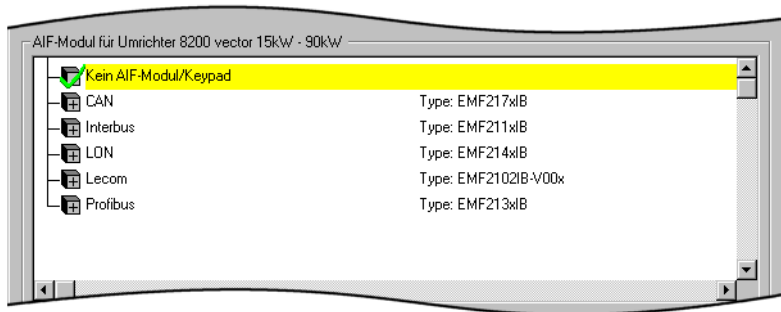 AIF-Modul für Umrichter 8200 vector 15kW - 90kW
Kein AIF-Modul/Keypad
CAN Type: EMF217xIB
Interbus Type: EMF211xIB
LON Type: EMF214xIB
Lecom Type: EMF2102IB-V00x
Profibus Type: EMF213xIB